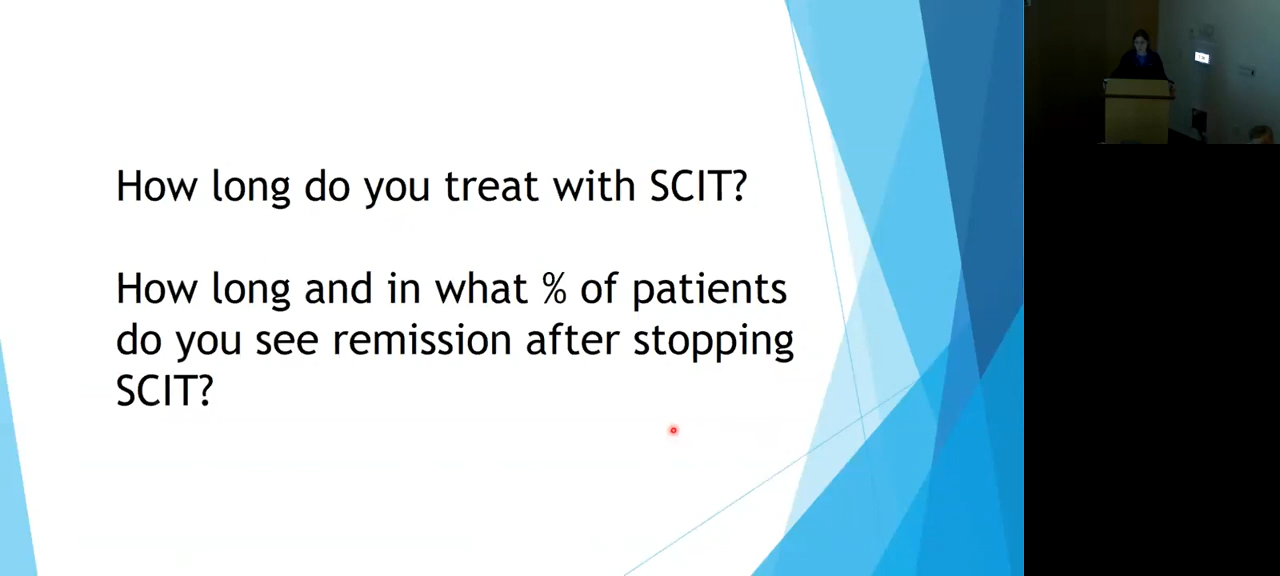 How long do you treat with SCIT?
How long and in what % of patients
do you see remission after stopping
SCIT?